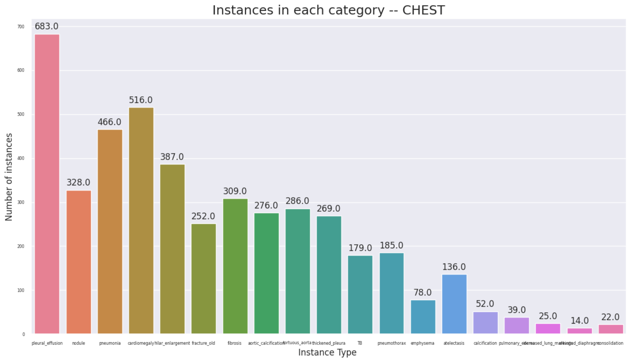 Instances in each category -- CHEST
Number of instances
700
600
500
400
300
200
100
0
683.0
328.0
466.0
516.0
387.0
252.0
309.0
276.0
286.0
269.0
179.0
185.0
78.0
136.0
52.0
39.0
25.0
14.0
22.0
pleural_effusion
nodule
pneumonia
cardiomegaly
hilar_enlargement
fracture_old
fibrosis
aortic_calcification
tortuous_aorta
thickened_pleura
TB
pneumothorax
emphysema
atelectasis
calcification
pulmonary_edema
consolidation
Instance Type